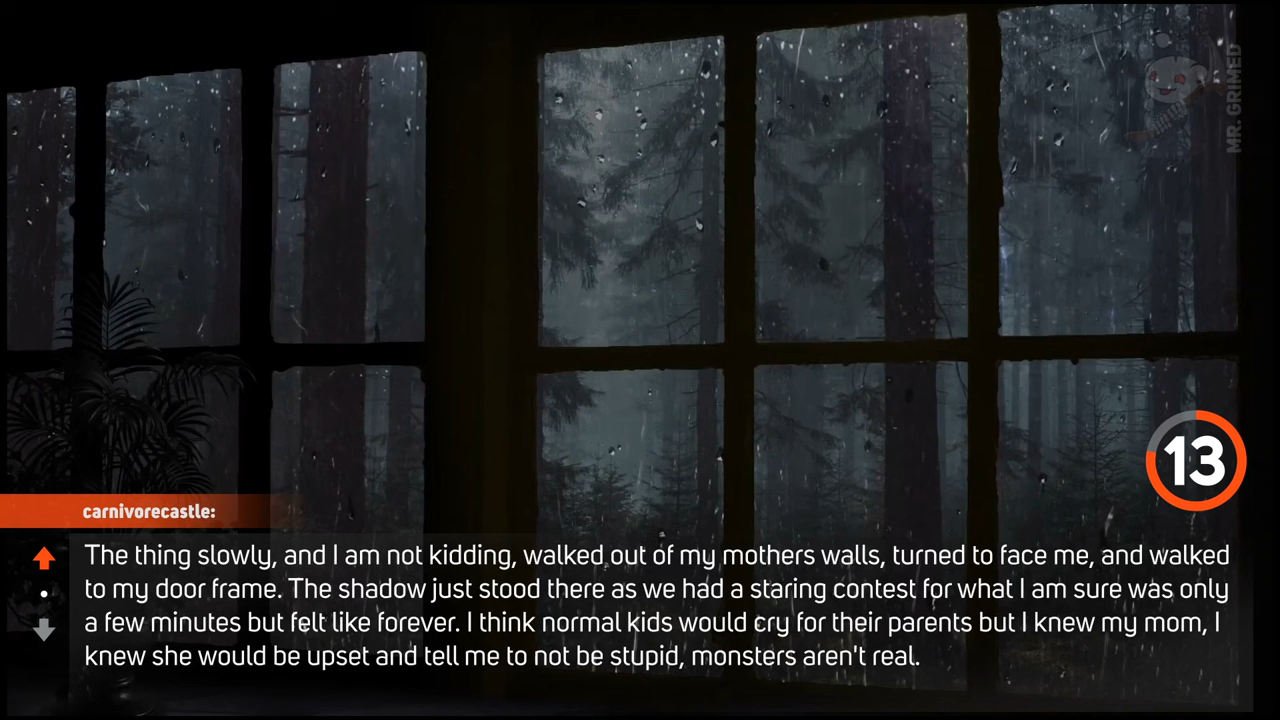 MR. GRIMED
13
carnivorecastle:
The thing slowly, and I am not kidding, walked out of my mothers walls, turned to face me, and walked
to my door frame. The shadow just stood there as we had a staring contest for what I am sure was only
a few minutes but felt like forever. I think normal kids would cry for their parents but I knew my mom, I
knew she would be upset and tell me to not be stupid, monsters aren't real.